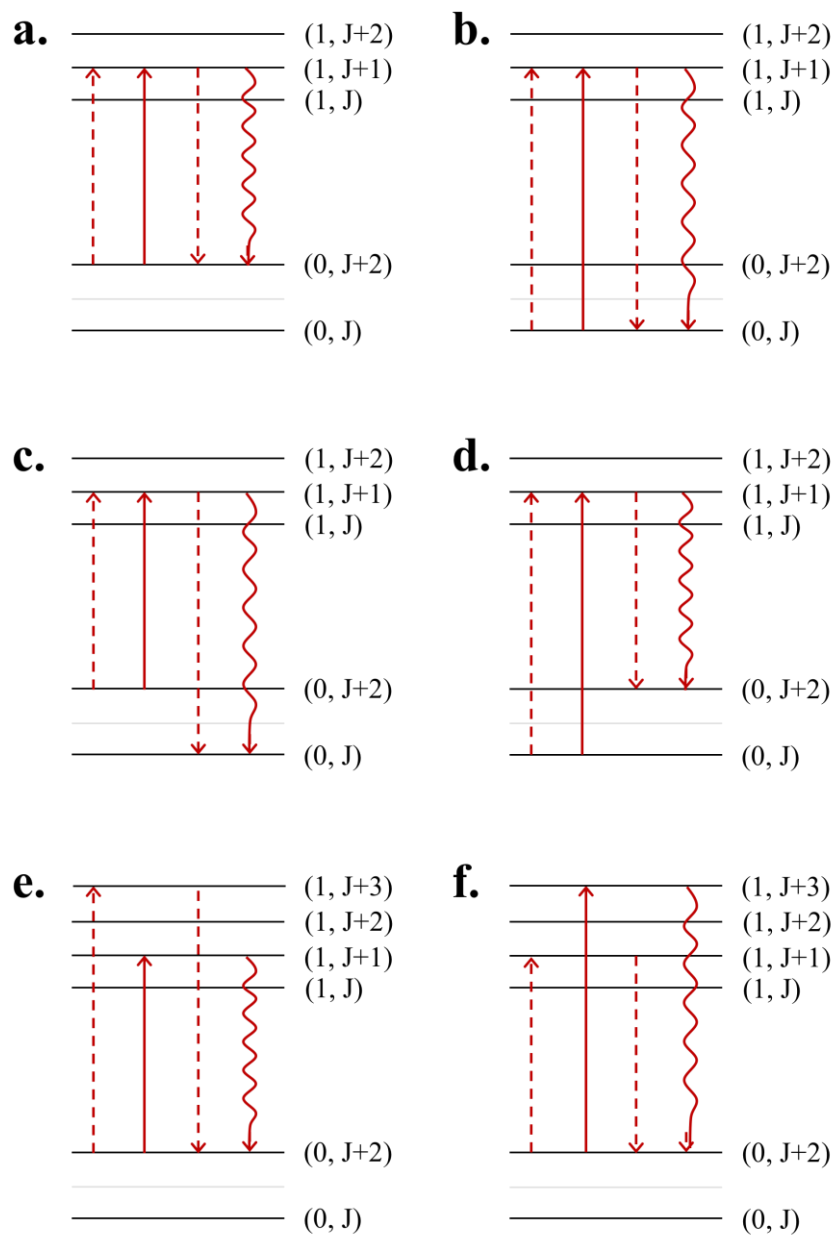 a.
(1, J+2)
(1, J+1)
(1, J)
(0, J+2)
(0, J)
b.
(1, J+2)
(1, J+1)
(1, J)
(0, J+2)
(0, J)
c.
(1, J+2)
(1, J+1)
(1, J)
(0, J+2)
(0, J)
d.
(1, J+2)
(1, J+1)
(1, J)
(0, J+2)
(0, J)
e.
(1, J+3)
(1, J+2)
(1, J+1)
(1, J)
(0, J+2)
(0, J)
f.
(1, J+3)
(1, J+2)
(1, J+1)
(1, J)
(0, J+2)
(0, J)